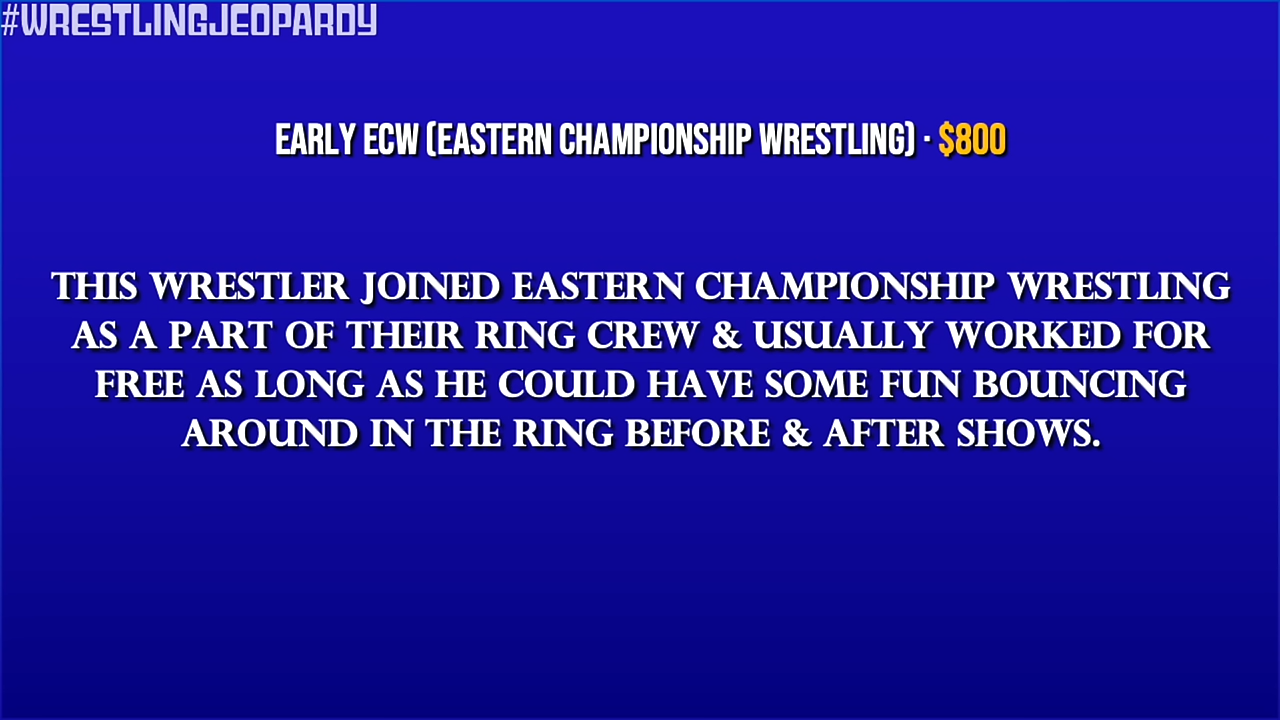 #WRESTLINGJEOPARDY
EARLY ECW (EASTERN CHAMPIONSHIP WRESTLING) · $800
THIS WRESTLER JOINED EASTERN CHAMPIONSHIP WRESTLING
AS A PART OF THEIR RING CREW & USUALLY WORKED FOR
FREE AS LONG AS HE COULD HAVE SOME FUN BOUNCING
AROUND IN THE RING BEFORE & AFTER SHOWS.